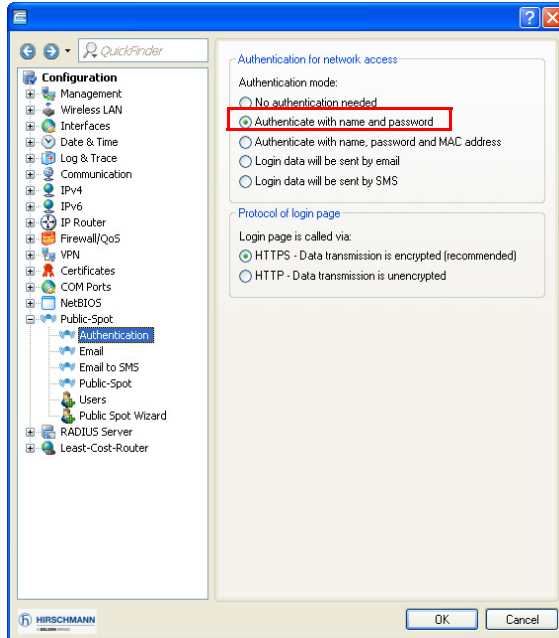 QuickFinder
Configuration
Management
Wireless LAN
Interfaces
Date & Time
Log & Trace
Communication
IPv4
IPv6
IP Router
Firewall/QoS
VPN
Certificates
COM Ports
NetBIOS
Public-Spot
Authentication
Email
Email to SMS
Public-Spot
Users
Public Spot Wizard
RADIUS Server
Least-Cost-Router
Authentication for network access
Authentication mode:
No authentication needed
Authenticate with name and password
Authenticate with name, password and MAC address
Login data will be sent by email
Login data will be sent by SMS
Protocol of login page
Login page is called via:
HTTPS - Data transmission is encrypted (recommended)
HTTP - Data transmission is unencrypted
HIRSCHMANN
A BELDEN BRAND
OK
Cancel